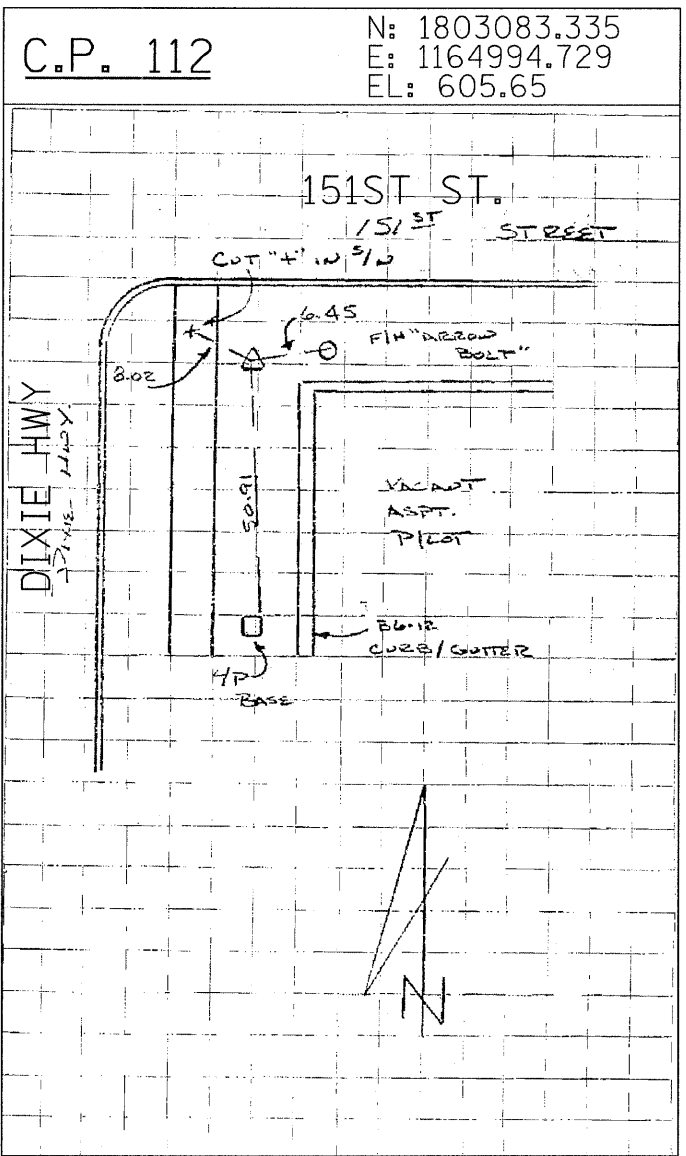 C.P. 112
N: 1803083.335
E: 1164994.729
EL: 605.65
151ST ST.
151ST STREET
CUT "+" IN S/W
6.45
F/H "ARROW
BOLT"
8.02
DIXIE HWY
DIXIE HWY.
50.91
VACANT
ASPT.
P/LOT
B6.12
CURB/GUTTER
H/P
BASE
N